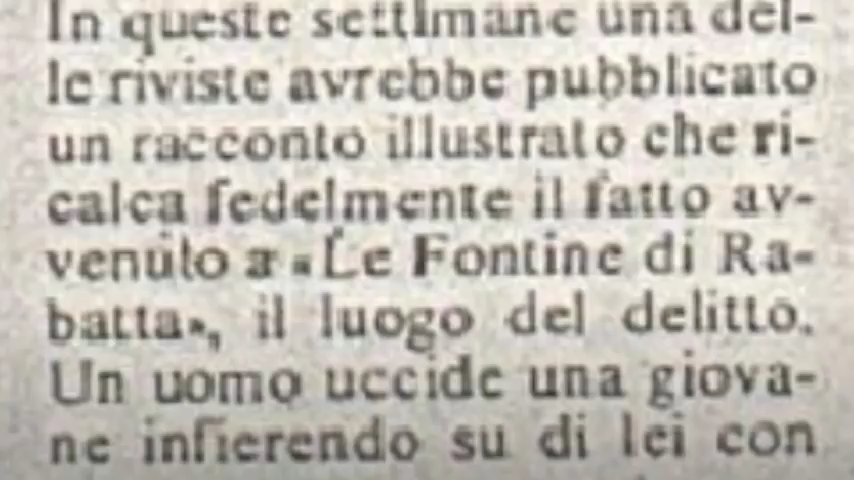 In queste settimane una del-
le riviste avrebbe pubblicato
un racconto illustrato che ri-
calca fedelmente il fatto av-
venuto a «Le Fontine di Ra-
batta», il luogo del delitto.
Un uomo uccide una giova-
ne infierendo su di lei con